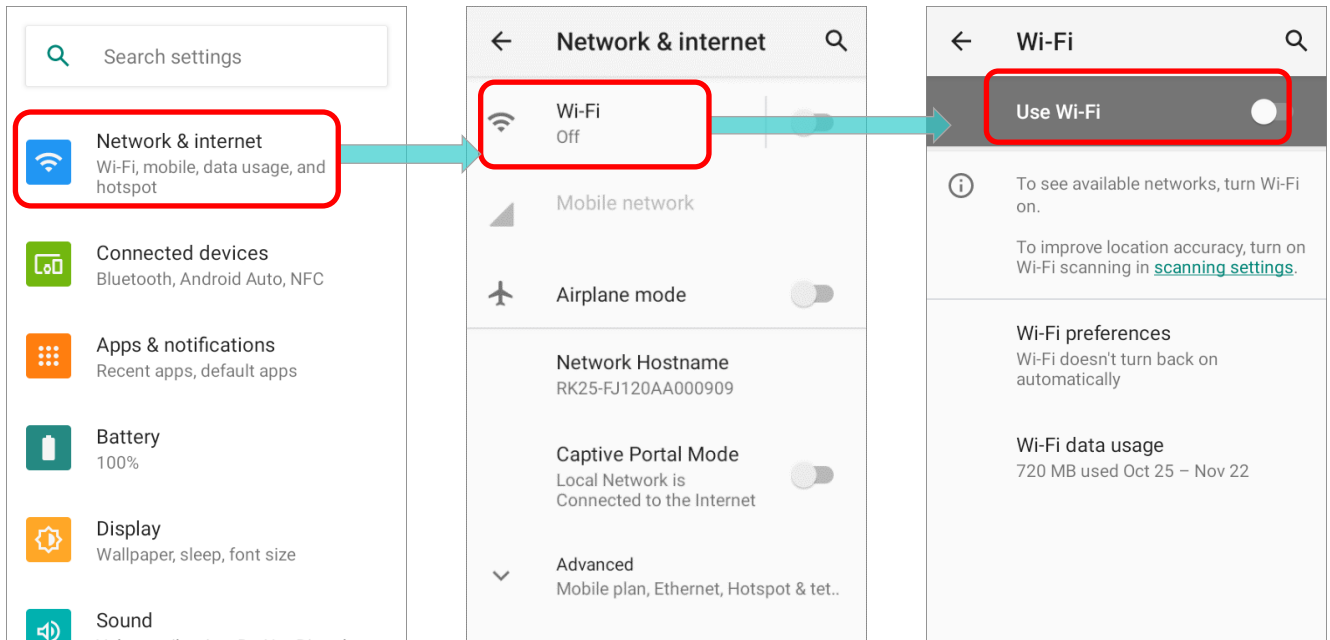 Search settings
Network & internet
Wi-Fi, mobile, data usage, and
hotspot
Connected devices
Bluetooth, Android Auto, NFC
Apps & notifications
Recent apps, default apps
Battery
100%
Display
Wallpaper, sleep, font size
Sound
Network & internet
Wi-Fi
Off
Mobile network
Airplane mode
Network Hostname
RK25-FJ120AA000909
Captive Portal Mode
Local Network is
Connected to the Internet
Advanced
Mobile plan, Ethernet, Hotspot & tet..
Wi-Fi
Use Wi-Fi
To see available networks, turn Wi-Fi
on.
To improve location accuracy, turn on
Wi-Fi scanning in scanning settings.
Wi-Fi preferences
Wi-Fi doesn't turn back on
automatically
Wi-Fi data usage
720 MB used Oct 25 – Nov 22